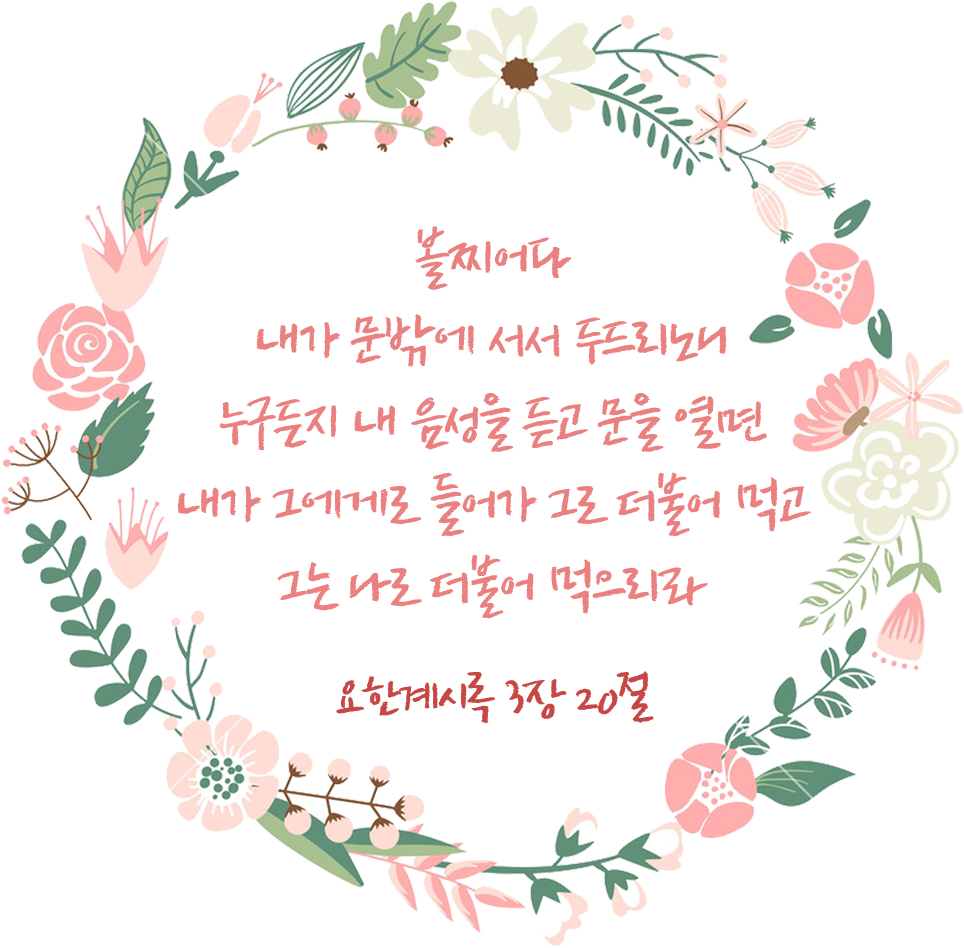 볼찌어다
내가 문밖에 서서 두드리노니
누구든지 내 음성을 듣고 문을 열면
내가 그에게로 들어가 그로 더불어 먹고
그는 나로 더불어 먹으리라
요한계시록 3장 20절